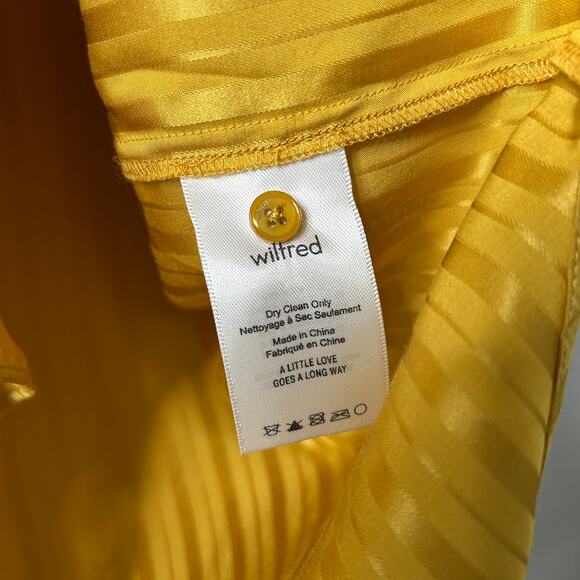 wilfred
Dry Clean Only
Nettoyage à Sec Seulement
Made in China
Fabriqué en Chine
A LITTLE LOVE
GOES A LONG WAY